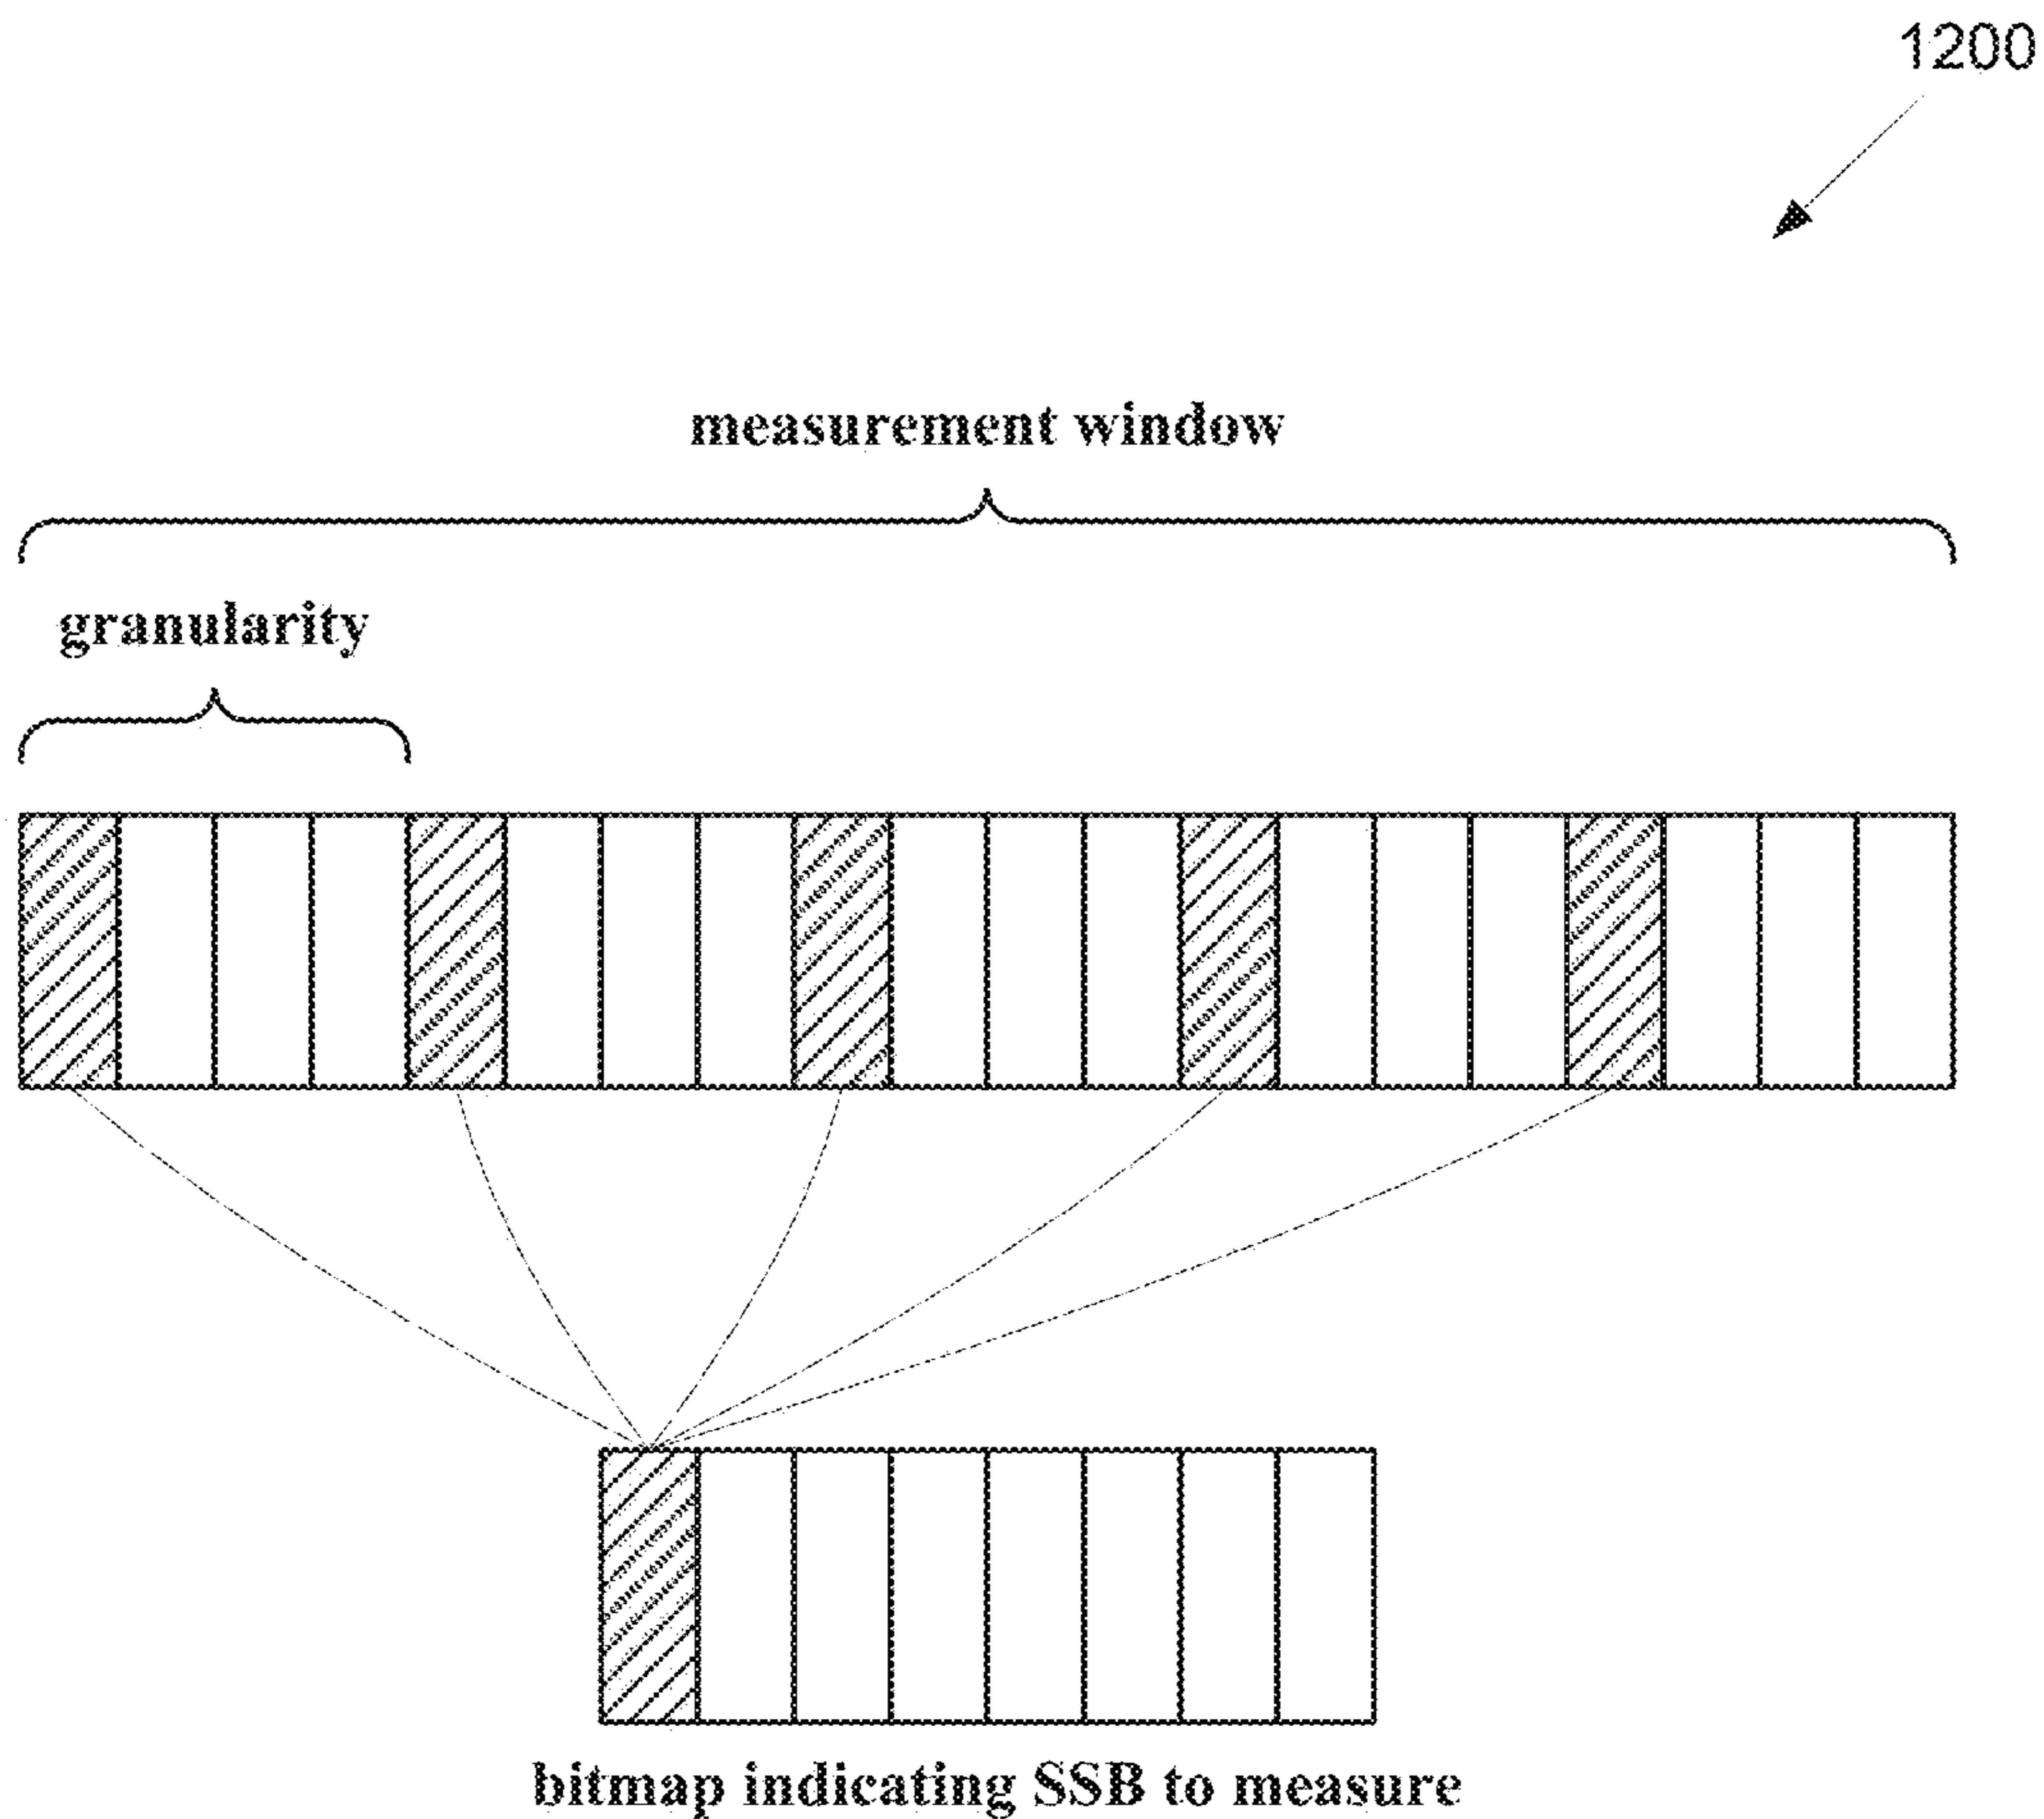 1200
measurement window
granularity
bitmap indicating SSB to measure